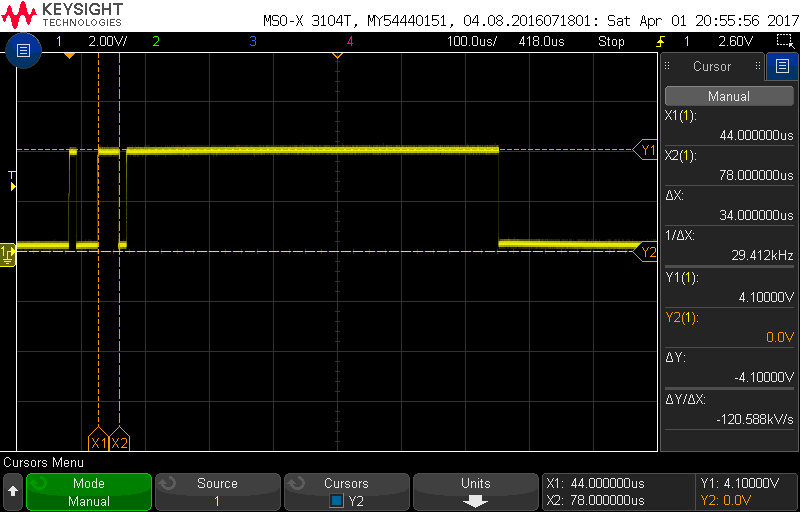 KEYSIGHT
TECHNOLOGIES
MSO-X 3104T, MY54440151, 04.08.2016071801: Sat Apr 01 20:55:56 2017
1 2.00V/ 2 3 4 100.0us/ 418.0us Stop 1 2.60V
Cursor
Manual
X1(1):
44.000000us
X2(1):
78.000000us
ΔX:
34.000000us
1/ΔX:
29.412kHz
Y1(1):
4.10000V
Y2(1):
0.0V
ΔY:
-4.10000V
ΔY/ΔX:
-120.588kV/s
Y1
T
1
Y2
X1 X2
Cursors Menu
Mode
Manual
Source
1
Cursors
Y2
Units
X1: 44.000000us
X2: 78.000000us
Y1: 4.10000V
Y2: 0.0V